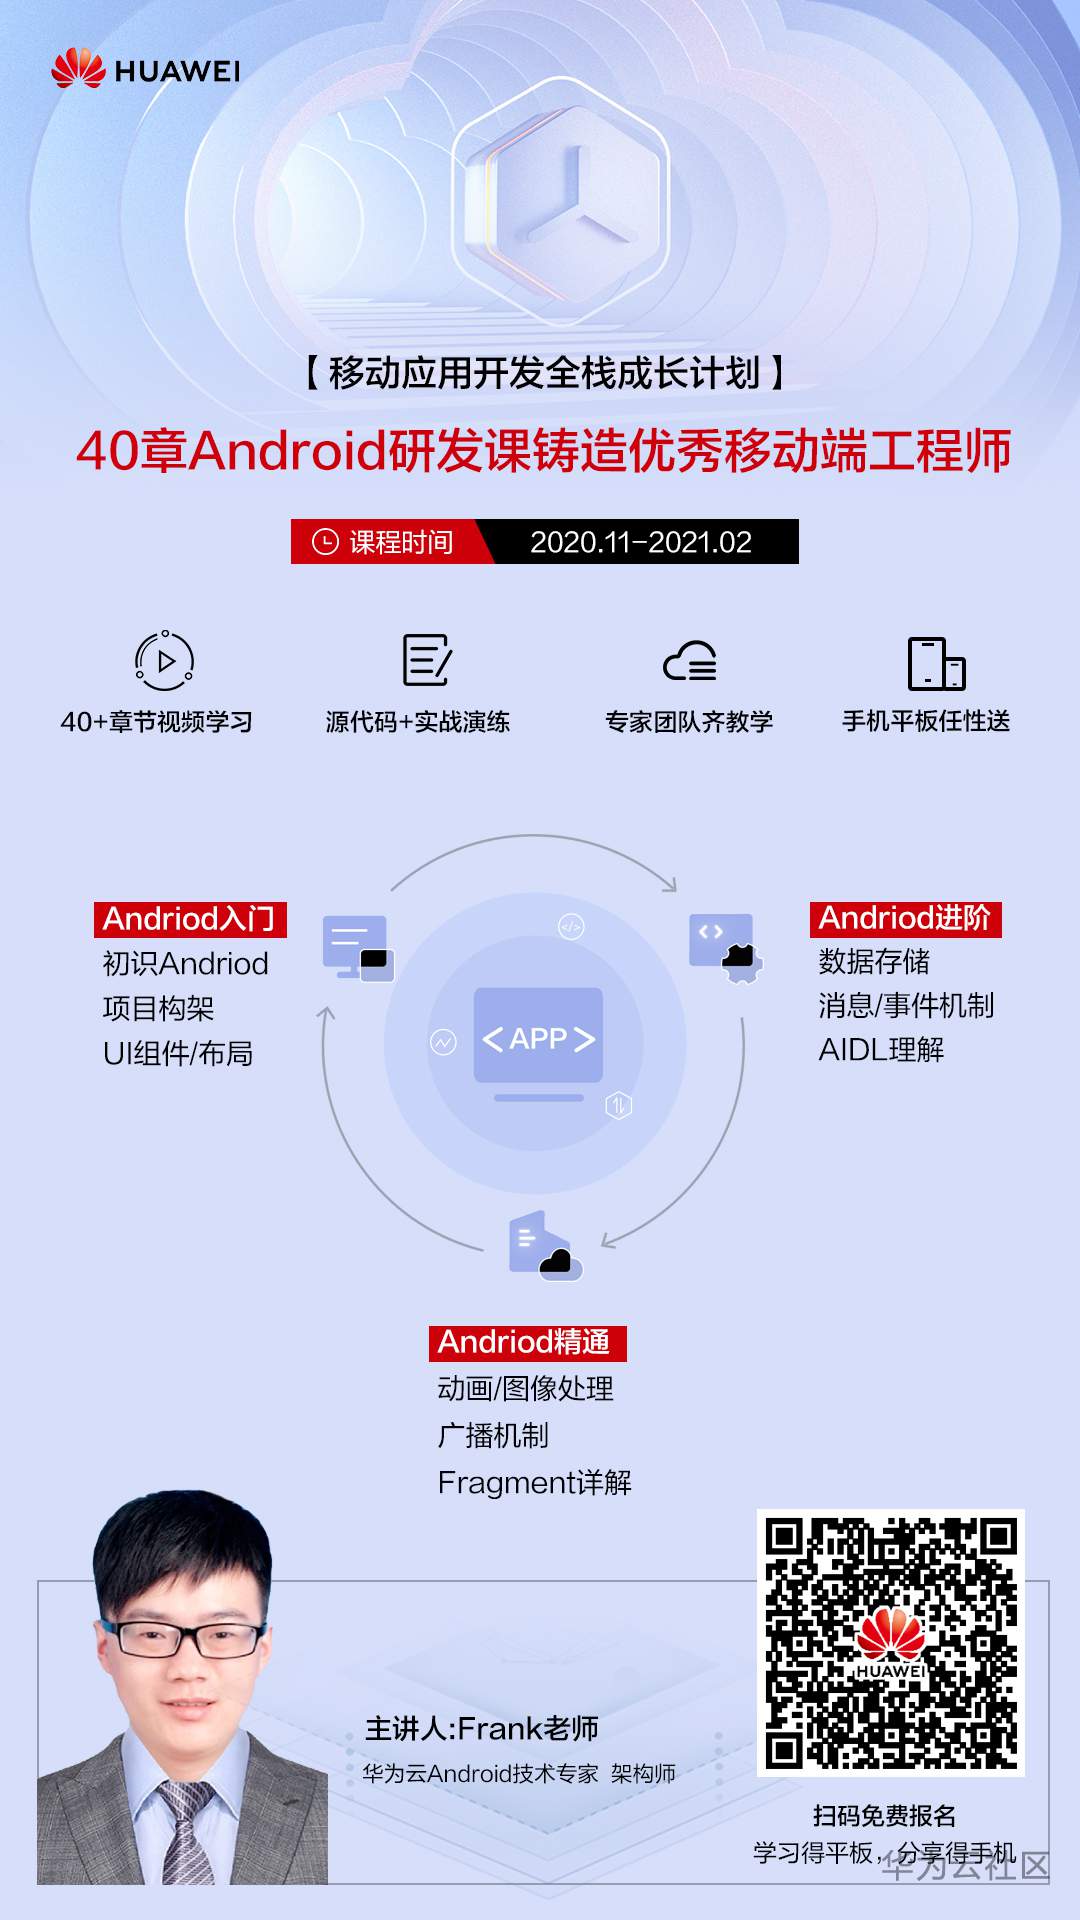 HUAWEI
【移动应用开发全栈成长计划】
40章Android研发课铸造优秀移动端工程师
课程时间 2020.11-2021.02
40+章节视频学习
源代码+实战演练
专家团队齐教学
手机平板任性送
Andriod入门
初识Andriod
项目构架
UI组件/布局
Andriod进阶
数据存储
消息/事件机制
AIDL理解
</>
<APP>
Andriod精通
动画/图像处理
广播机制
Fragment详解
主讲人:Frank老师
华为云Android技术专家 架构师
HUAWEI
扫码免费报名
学习得平板，分享得手机
华为云社区